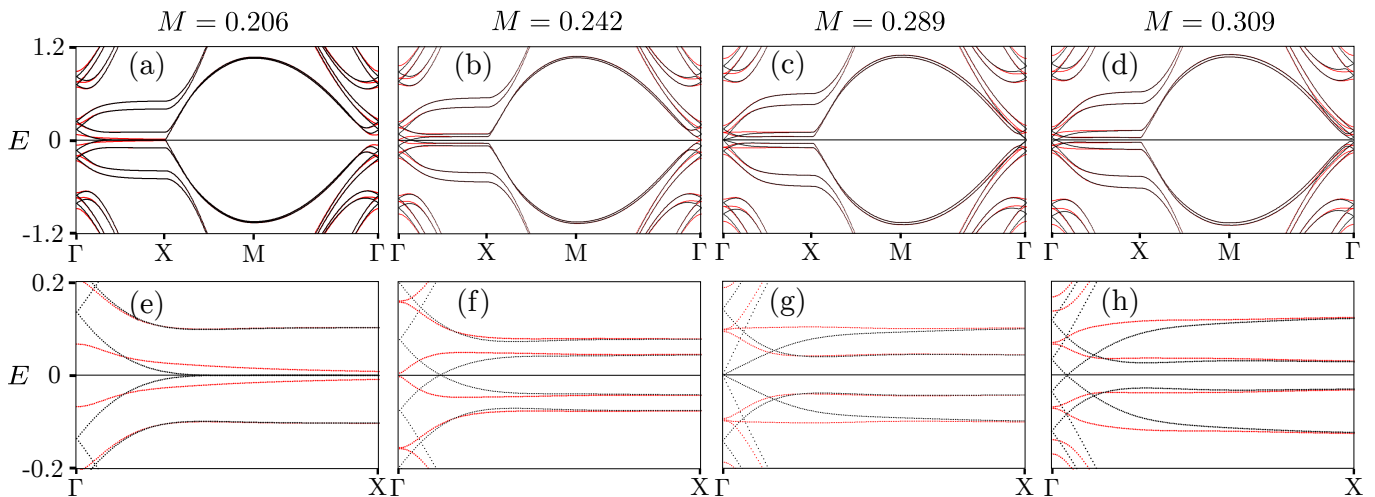 M = 0.206 M = 0.242 M = 0.289 M = 0.309
1.2 (a) (b) (c) (d)
E 0
-1.2
Γ X M Γ Γ X M Γ Γ X M Γ Γ X M Γ
0.2 (e) (f) (g) (h)
E 0
-0.2
Γ X Γ X Γ X Γ X